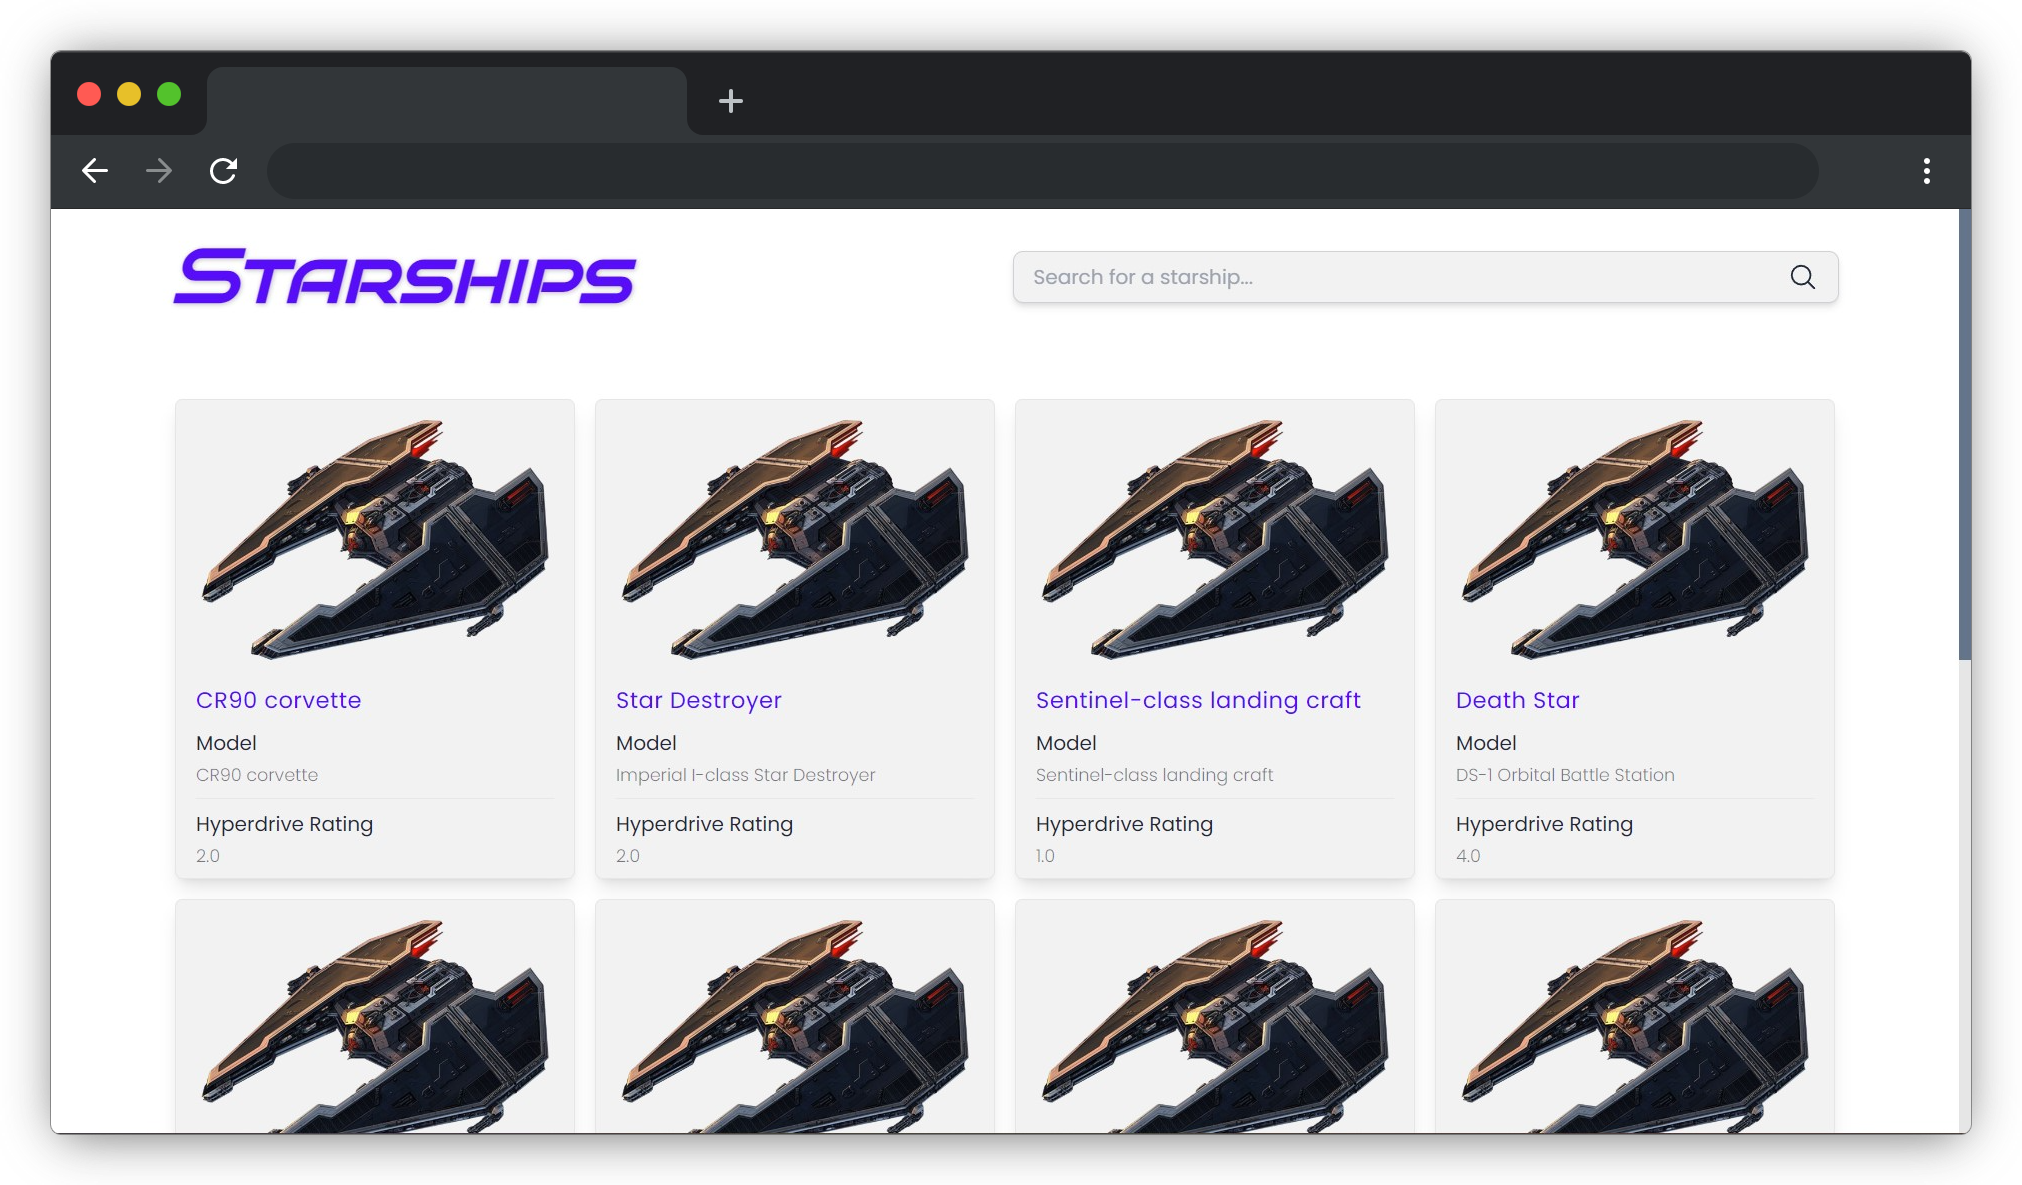 STARSHIPS
Search for a starship...
CR90 corvette
Model
CR90 corvette
Hyperdrive Rating
2.0
Star Destroyer
Model
Imperial I-class Star Destroyer
Hyperdrive Rating
2.0
Sentinel-class landing craft
Model
Sentinel-class landing craft
Hyperdrive Rating
1.0
Death Star
Model
DS-1 Orbital Battle Station
Hyperdrive Rating
4.0